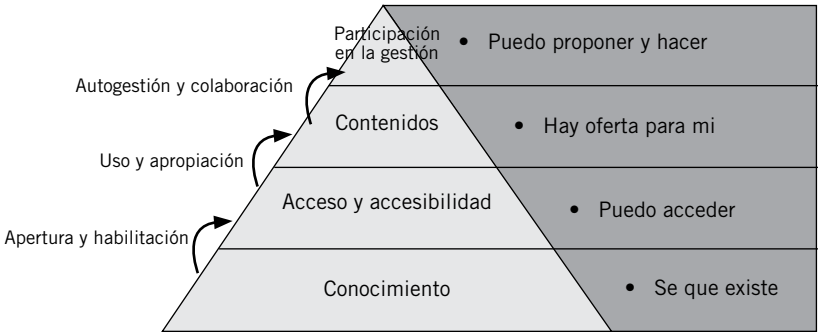 Participación
en la gestión
• Puedo proponer y hacer
Autogestión y colaboración
Contenidos
• Hay oferta para mi
Uso y apropiación
Acceso y accesibilidad
• Puedo acceder
Apertura y habilitación
Conocimiento
• Se que existe